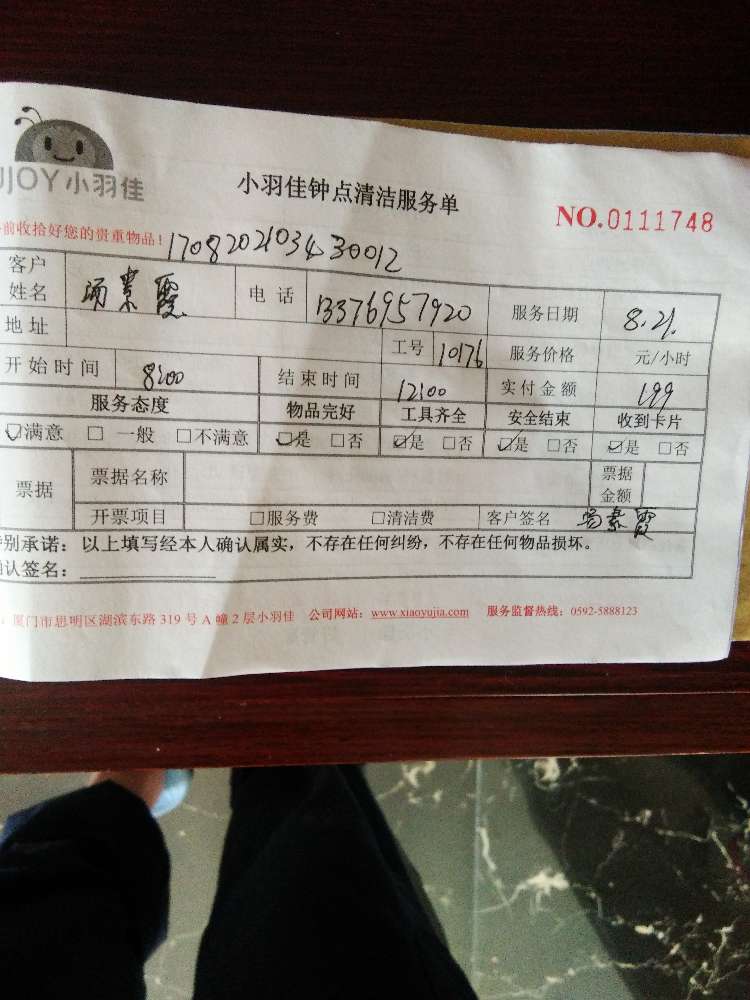 JOY小羽佳
小羽佳钟点清洁服务单
NO.0111748
前收拾好您的贵重物品!
1708202103430012
客户姓名 素霞 电话 13376957920 服务日期 8.21.
地址 工号 10176 服务价格 元/小时
开始时间 8:00 结束时间 12:00 实付金额 199
服务态度 物品完好 工具齐全 安全结束 收到卡片
☑满意 □一般 □不满意 ☑是 □否 ☑是 □否 ☑是 □否 ☑是 □否
票据 票据名称 票据金额
开票项目 □服务费 □清洁费 客户签名 素霞
别承诺：以上填写经本人确认属实，不存在任何纠纷，不存在任何物品损坏。
认签名：
厦门市思明区湖滨东路319号A幢2层小羽佳 公司网站：www.xiaoyujia.com 服务监督热线：0592-5888123